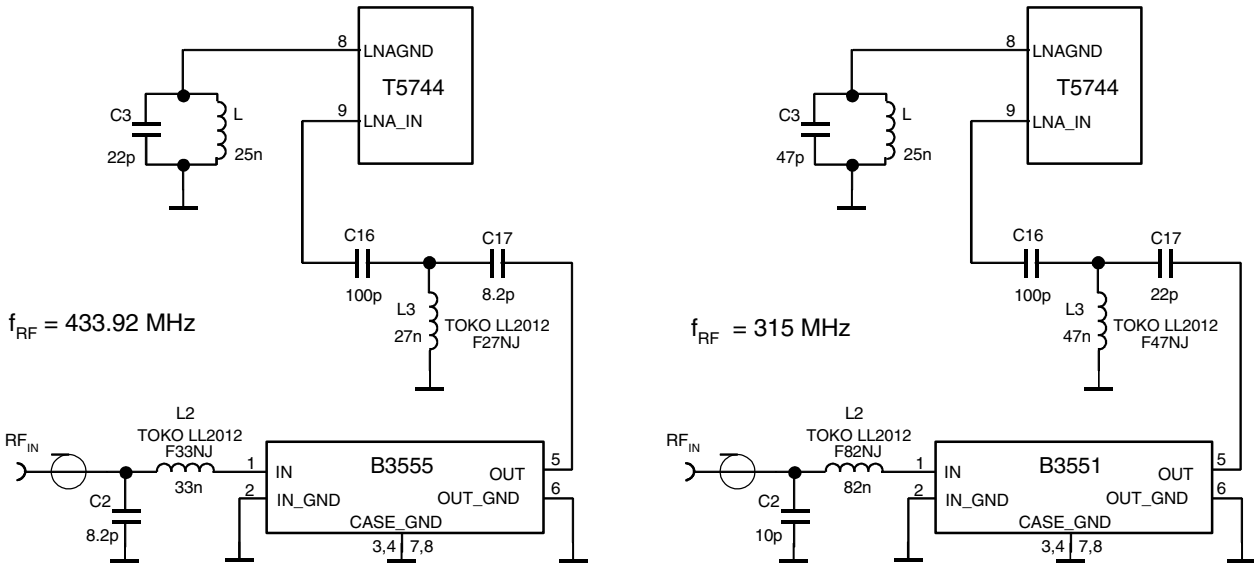 8
LNAGND
T5744
C3
L
9
LNA_IN
22p
25n
C16
C17
100p
8.2p
L3
27n
TOKO LL2012
F27NJ
f_RF = 433.92 MHz
L2
TOKO LL2012
F33NJ
33n
RF_IN
C2
8.2p
1
IN
2
IN_GND
B3555
OUT
5
OUT_GND
6
CASE_GND
3,4
7,8
8
LNAGND
T5744
C3
L
9
LNA_IN
47p
25n
C16
C17
100p
22p
L3
47n
TOKO LL2012
F47NJ
f_RF = 315 MHz
L2
TOKO LL2012
F82NJ
82n
RF_IN
C2
10p
1
IN
2
IN_GND
B3551
OUT
5
OUT_GND
6
CASE_GND
3,4
7,8